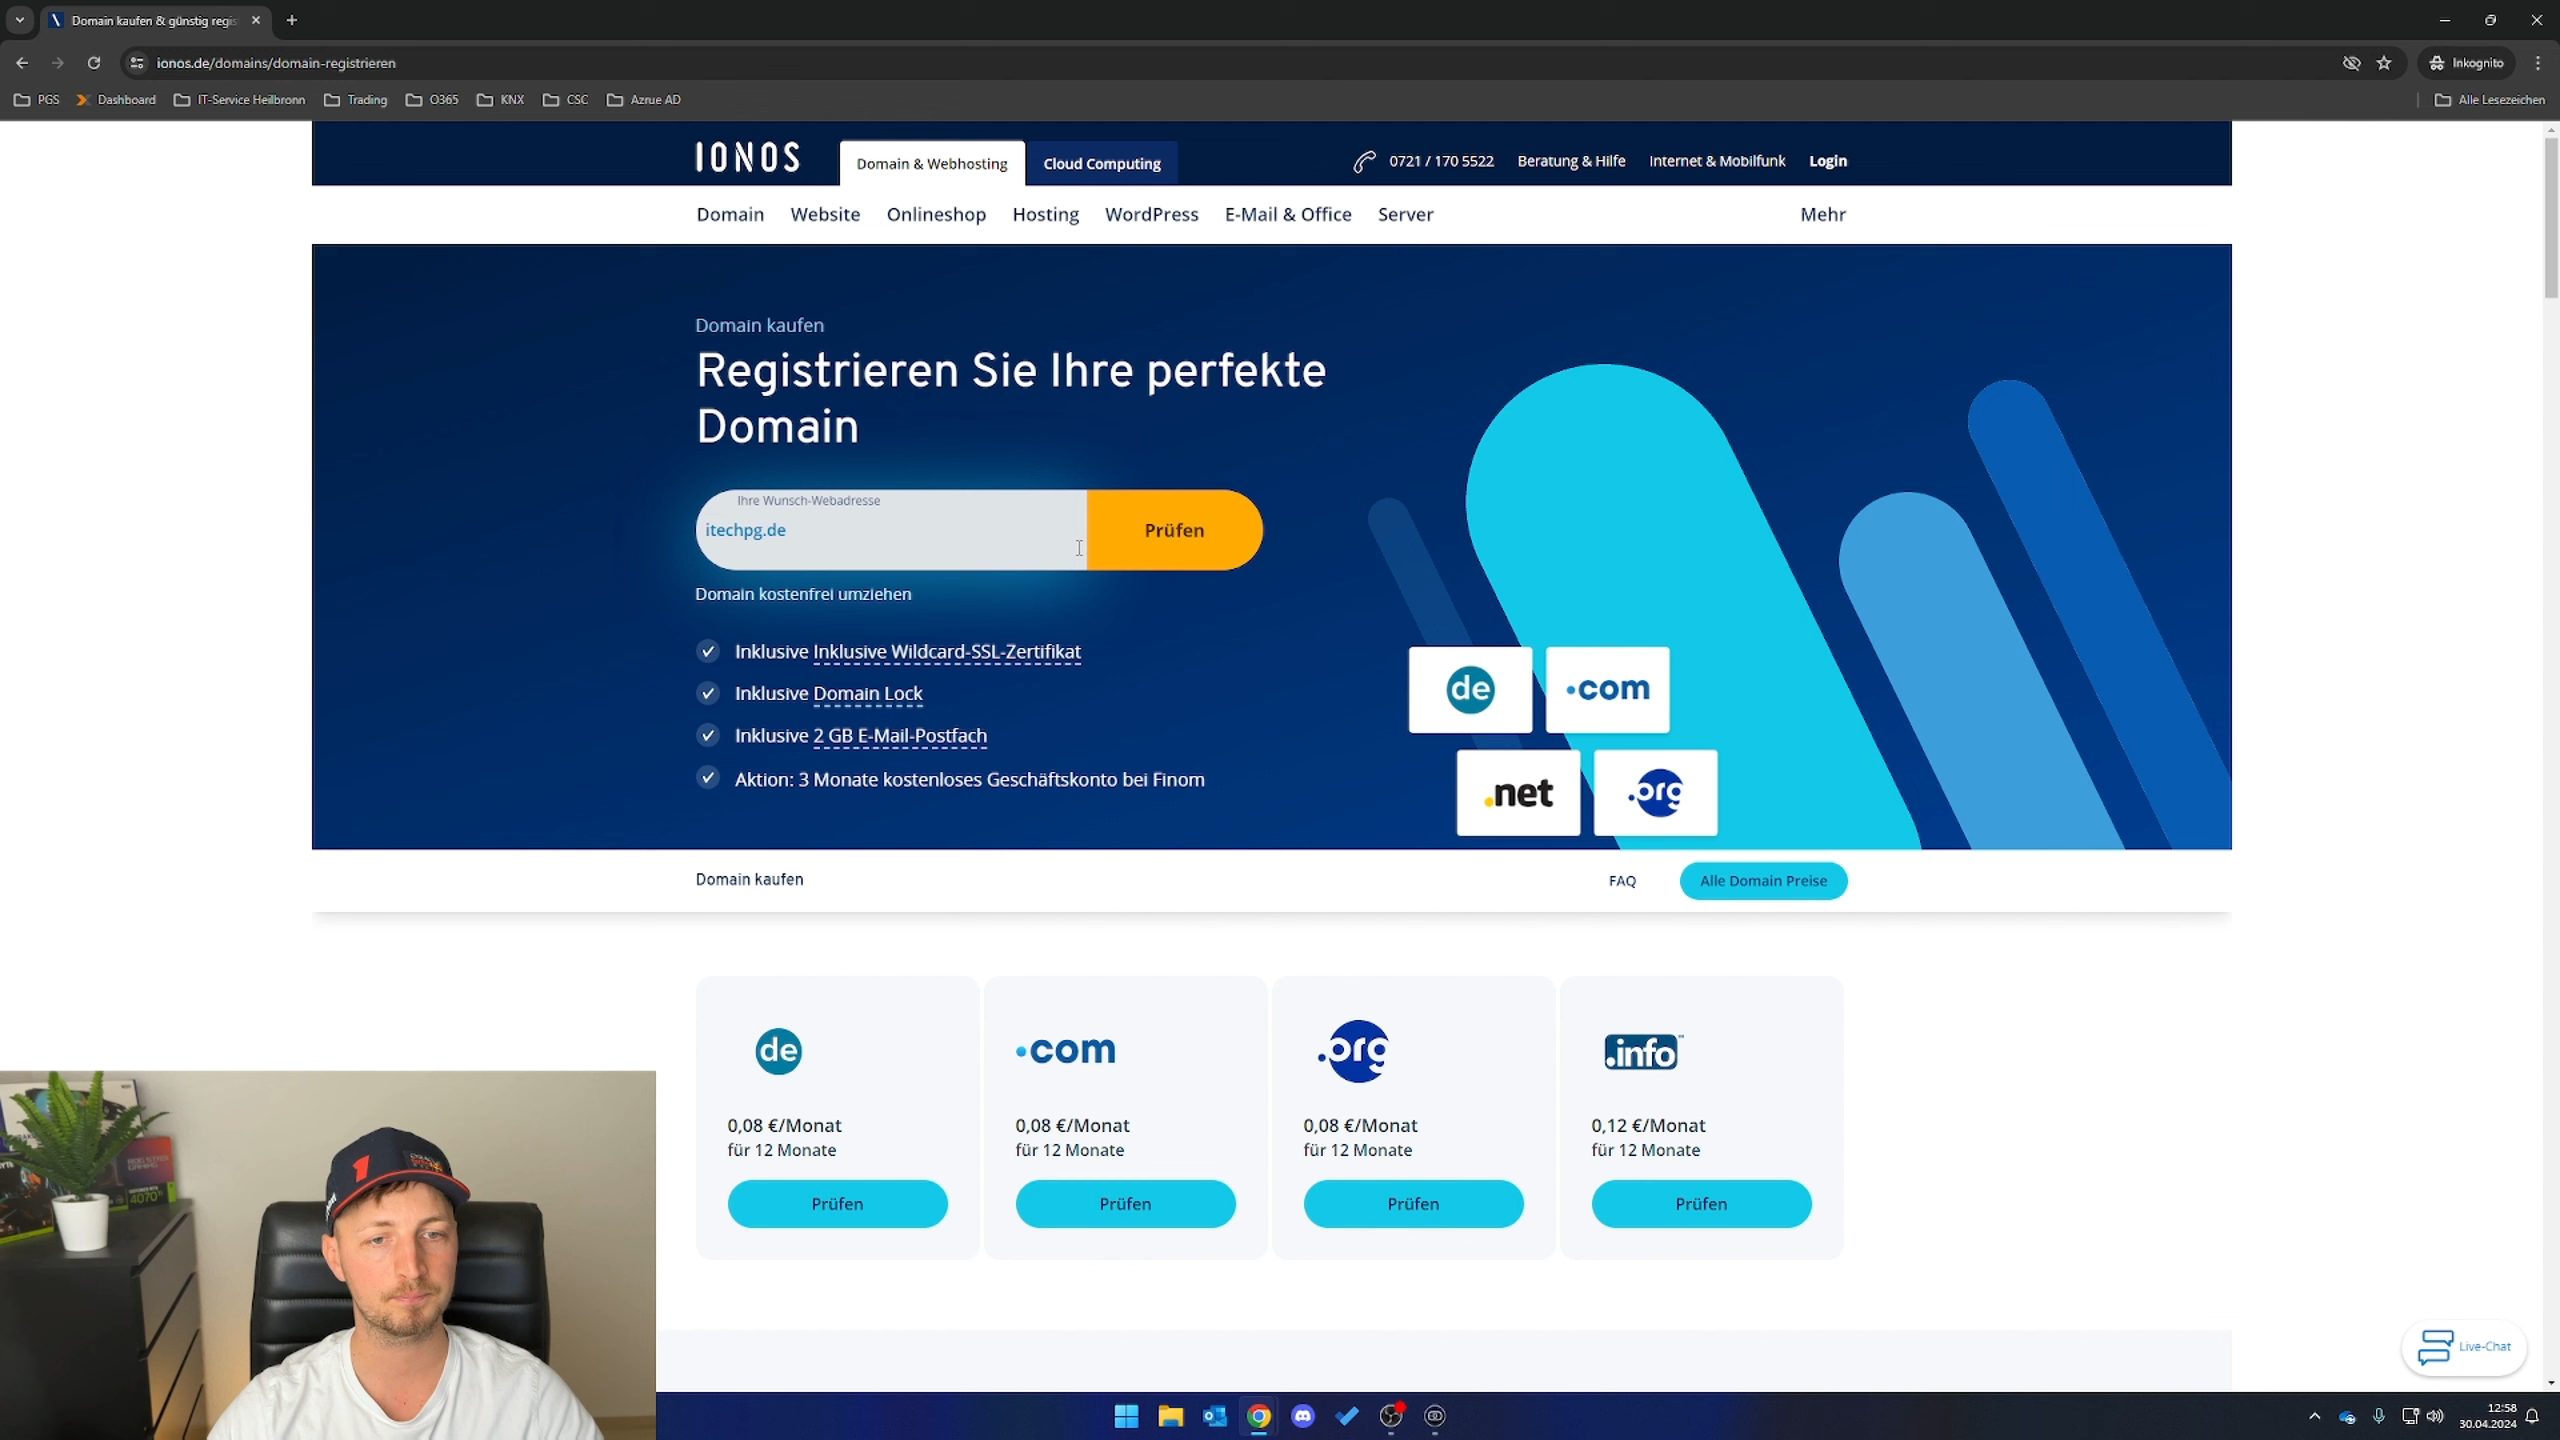 Domain kaufen & günstig regis
ionos.de/domains/domain-registrieren
Inkognito
PGS
Dashboard
IT-Service Heilbronn
Trading
O365
KNX
CSC
Azrue AD
Alle Lesezeichen
IONOS
Domain & Webhosting
Cloud Computing
0721 / 170 5522
Beratung & Hilfe
Internet & Mobilfunk
Login
Domain
Website
Onlineshop
Hosting
WordPress
E-Mail & Office
Server
Mehr
Domain kaufen
Registrieren Sie Ihre perfekte
Domain
Ihre Wunsch-Webadresse
itechpg.de
Prüfen
Domain kostenfrei umziehen
Inklusive Inklusive Wildcard-SSL-Zertifikat
Inklusive Domain Lock
Inklusive 2 GB E-Mail-Postfach
Aktion: 3 Monate kostenloses Geschäftskonto bei Finom
de
.com
.net
.org
Domain kaufen
FAQ
Alle Domain Preise
de
.com
.org
.info
0,08 €/Monat
für 12 Monate
0,08 €/Monat
für 12 Monate
0,08 €/Monat
für 12 Monate
0,12 €/Monat
für 12 Monate
Prüfen
Prüfen
Prüfen
Prüfen
1
4070
Live-Chat
12:58
30.04.2024